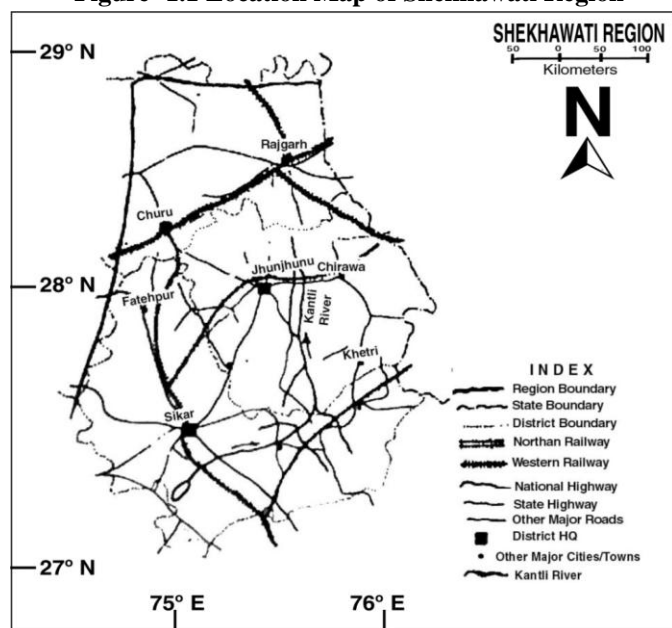 Figure -1.1 Location Map of Shekhawati Region
SHEKHAWATI REGION
50 0 50 100
Kilometers
N
29° N
Rajgarh
Churu
28° N
Jhunjhunu
Chirawa
Fatehpur
Kantli
River
Khetri
Sikar
INDEX
Region Boundary
State Boundary
District Boundary
Northan Railway
Western Railway
National Highway
State Highway
Other Major Roads
District HQ
Other Major Cities/Towns
Kantli River
27° N
75° E
76° E